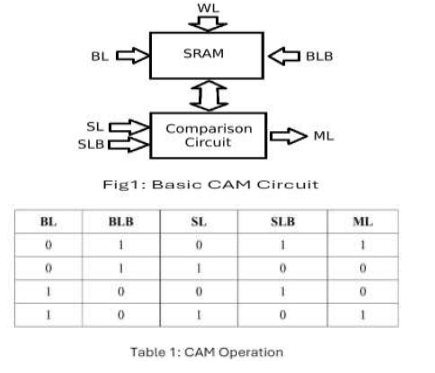 WL
BL
SRAM
BLB
SL
SLB
Comparison
Circuit
ML
Fig1: Basic CAM Circuit
BL BLB SL SLB ML
0 1 0 1 1
0 1 1 0 0
1 0 0 1 0
1 0 1 0 1
Table 1: CAM Operation